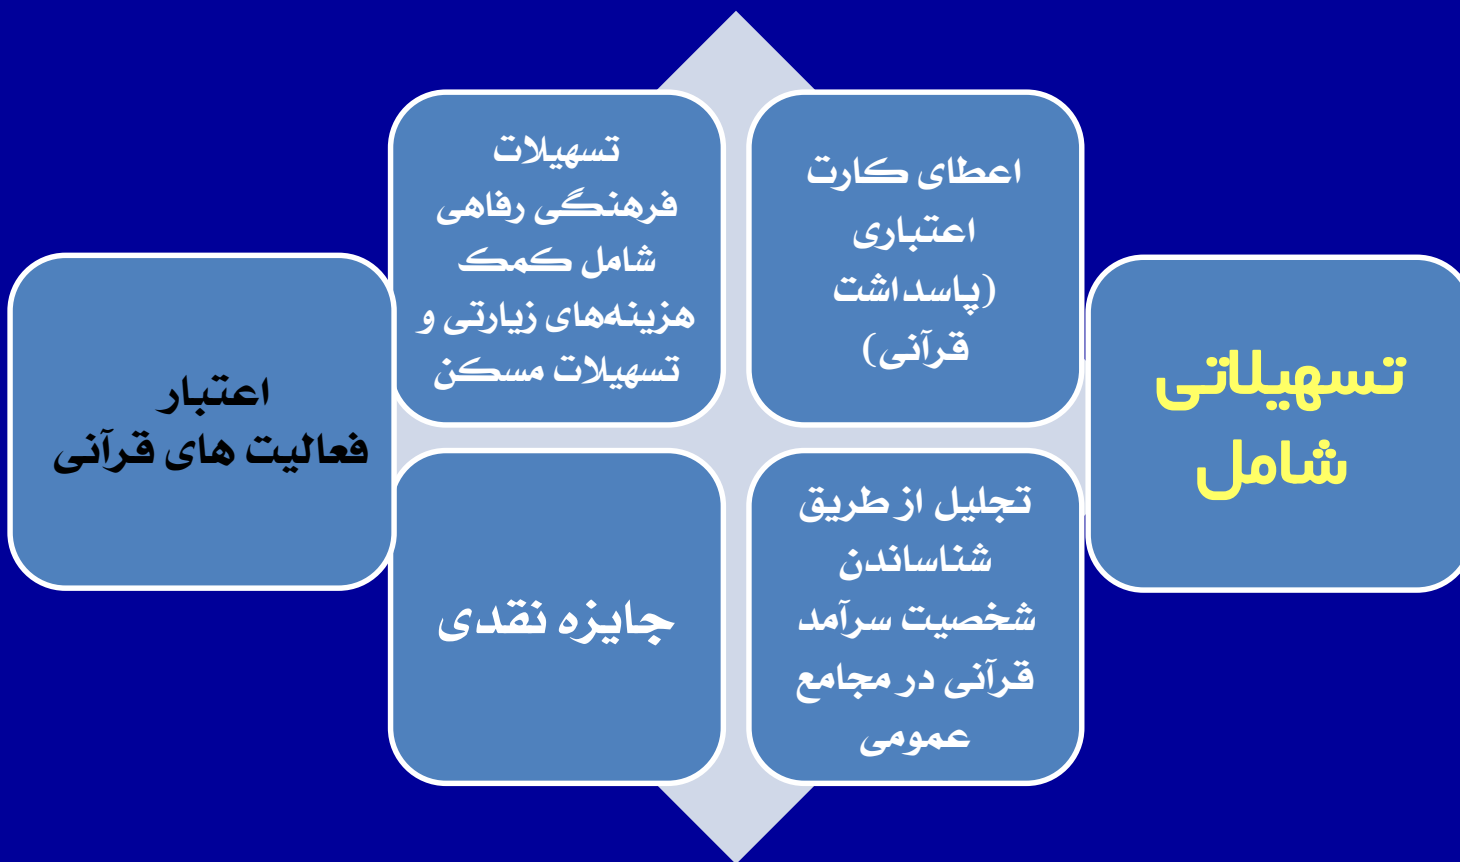 تسهیلاتی
شامل
اعطای کارت
اعتباری
(پاسداشت
قرآنی)
تسهیلات
فرهنگی رفاهی
شامل کمک
هزینه‌های زیارتی و
تسهیلات مسکن
تجلیل از طریق
شناساندن
شخصیت سرآمد
قرآنی در مجامع
عمومی
جایزه نقدی
اعتبار
فعالیت های قرآنی